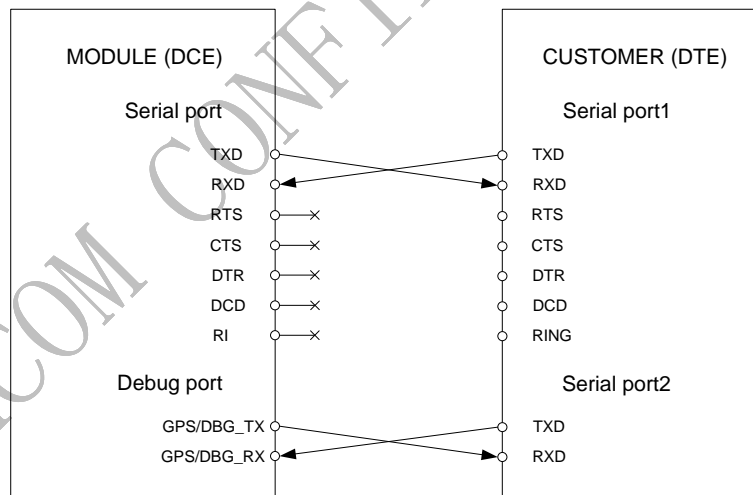 MODULE (DCE)
Serial port
TXD
RXD
RTS
CTS
DTR
DCD
RI
Debug port
GPS/DBG_TX
GPS/DBG_RX
CUSTOMER (DTE)
Serial port1
TXD
RXD
RTS
CTS
DTR
DCD
RING
Serial port2
TXD
RXD